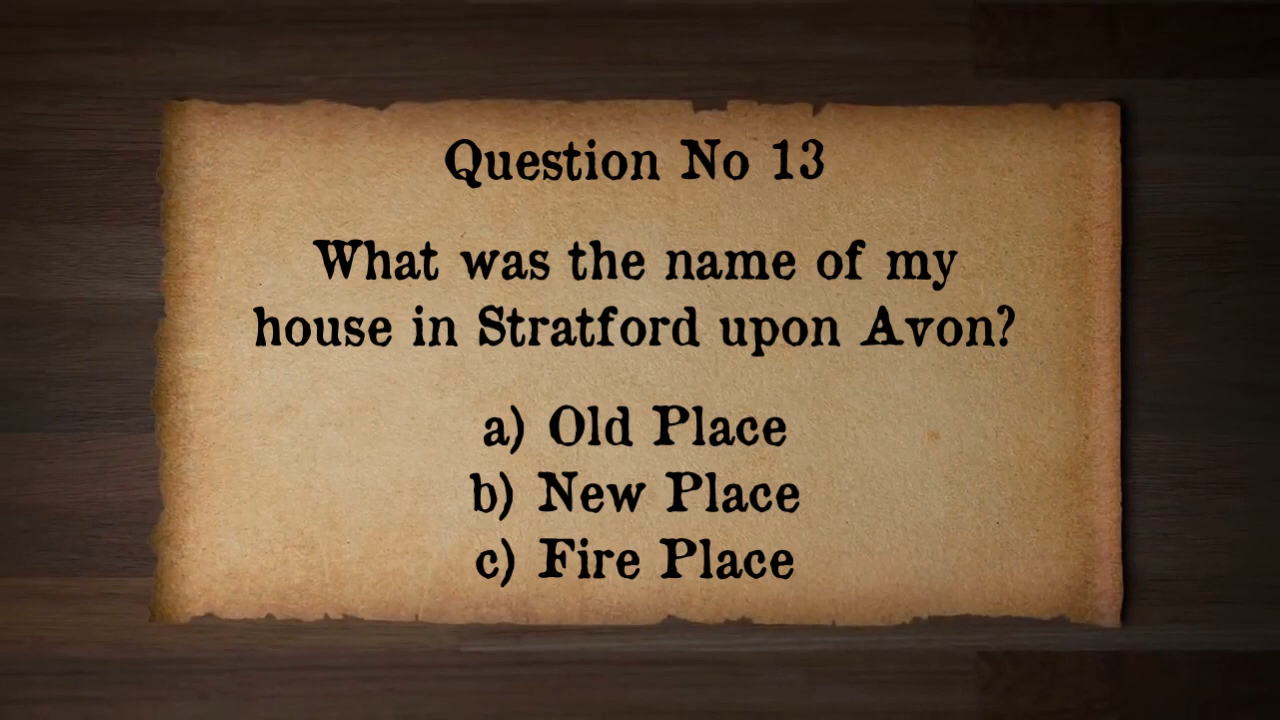 Question No 13
What was the name of my
house in Stratford upon Avon?
a) Old Place
b) New Place
c) Fire Place